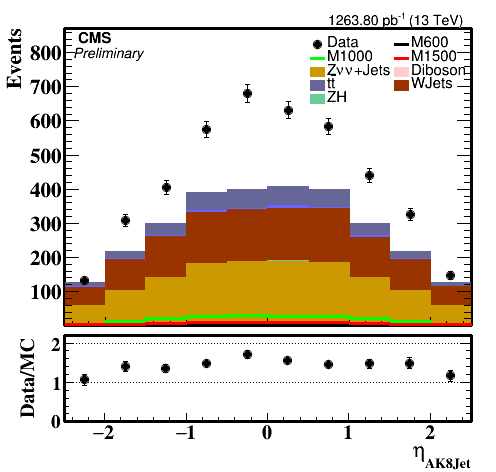 1263.80 pb⁻¹ (13 TeV)
CMS
Preliminary
Data
M600
M1000
M1500
Zνν+Jets
Diboson
tt
WJets
ZH
Events
800
700
600
500
400
300
200
100
Data/MC
2
1
0
−2 −1 0 1 2
η_AK8Jet